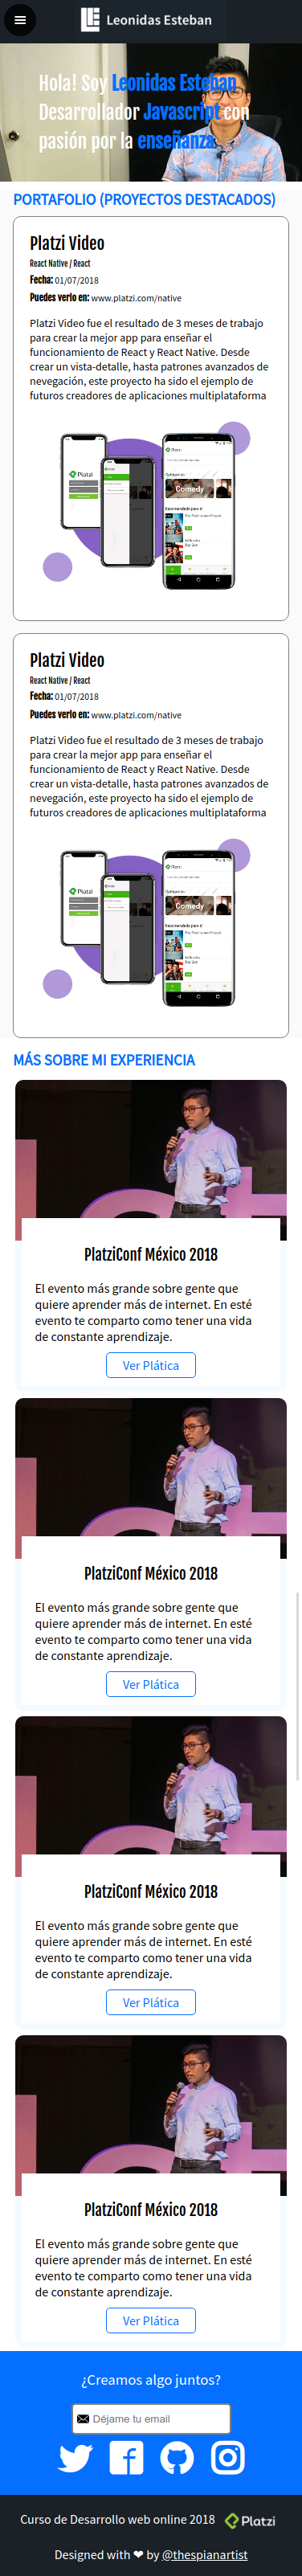 Leonidas Esteban
Hola! Soy Leonidas Esteban
Desarrollador Javascript con
pasión por la enseñanza
PORTAFOLIO (PROYECTOS DESTACADOS)
Platzi Video
React Native / React
Fecha: 01/07/2018
Puedes verlo en: www.platzi.com/native
Platzi Video fue el resultado de 3 meses de trabajo
para crear la mejor app para enseñar el
funcionamiento de React y React Native. Desde
crear un vista-detalle, hasta patrones avanzados de
nevegación, este proyecto ha sido el ejemplo de
futuros creadores de aplicaciones multiplataforma
Platzi
Platzi
Categorías
Comedy
Recomendado para ti
Platzi Video
React Native / React
Fecha: 01/07/2018
Puedes verlo en: www.platzi.com/native
Platzi Video fue el resultado de 3 meses de trabajo
para crear la mejor app para enseñar el
funcionamiento de React y React Native. Desde
crear un vista-detalle, hasta patrones avanzados de
nevegación, este proyecto ha sido el ejemplo de
futuros creadores de aplicaciones multiplataforma
Platzi
Platzi
Categorías
Comedy
Recomendado para ti
MÁS SOBRE MI EXPERIENCIA
PlatziConf México 2018
El evento más grande sobre gente que
quiere aprender más de internet. En esté
evento te comparto como tener una vida
de constante aprendizaje.
Ver Plática
PlatziConf México 2018
El evento más grande sobre gente que
quiere aprender más de internet. En esté
evento te comparto como tener una vida
de constante aprendizaje.
Ver Plática
PlatziConf México 2018
El evento más grande sobre gente que
quiere aprender más de internet. En esté
evento te comparto como tener una vida
de constante aprendizaje.
Ver Plática
PlatziConf México 2018
El evento más grande sobre gente que
quiere aprender más de internet. En esté
evento te comparto como tener una vida
de constante aprendizaje.
Ver Plática
¿Creamos algo juntos?
Déjame tu email
Curso de Desarrollo web online 2018 Platzi
Designed with ❤ by @thespianartist